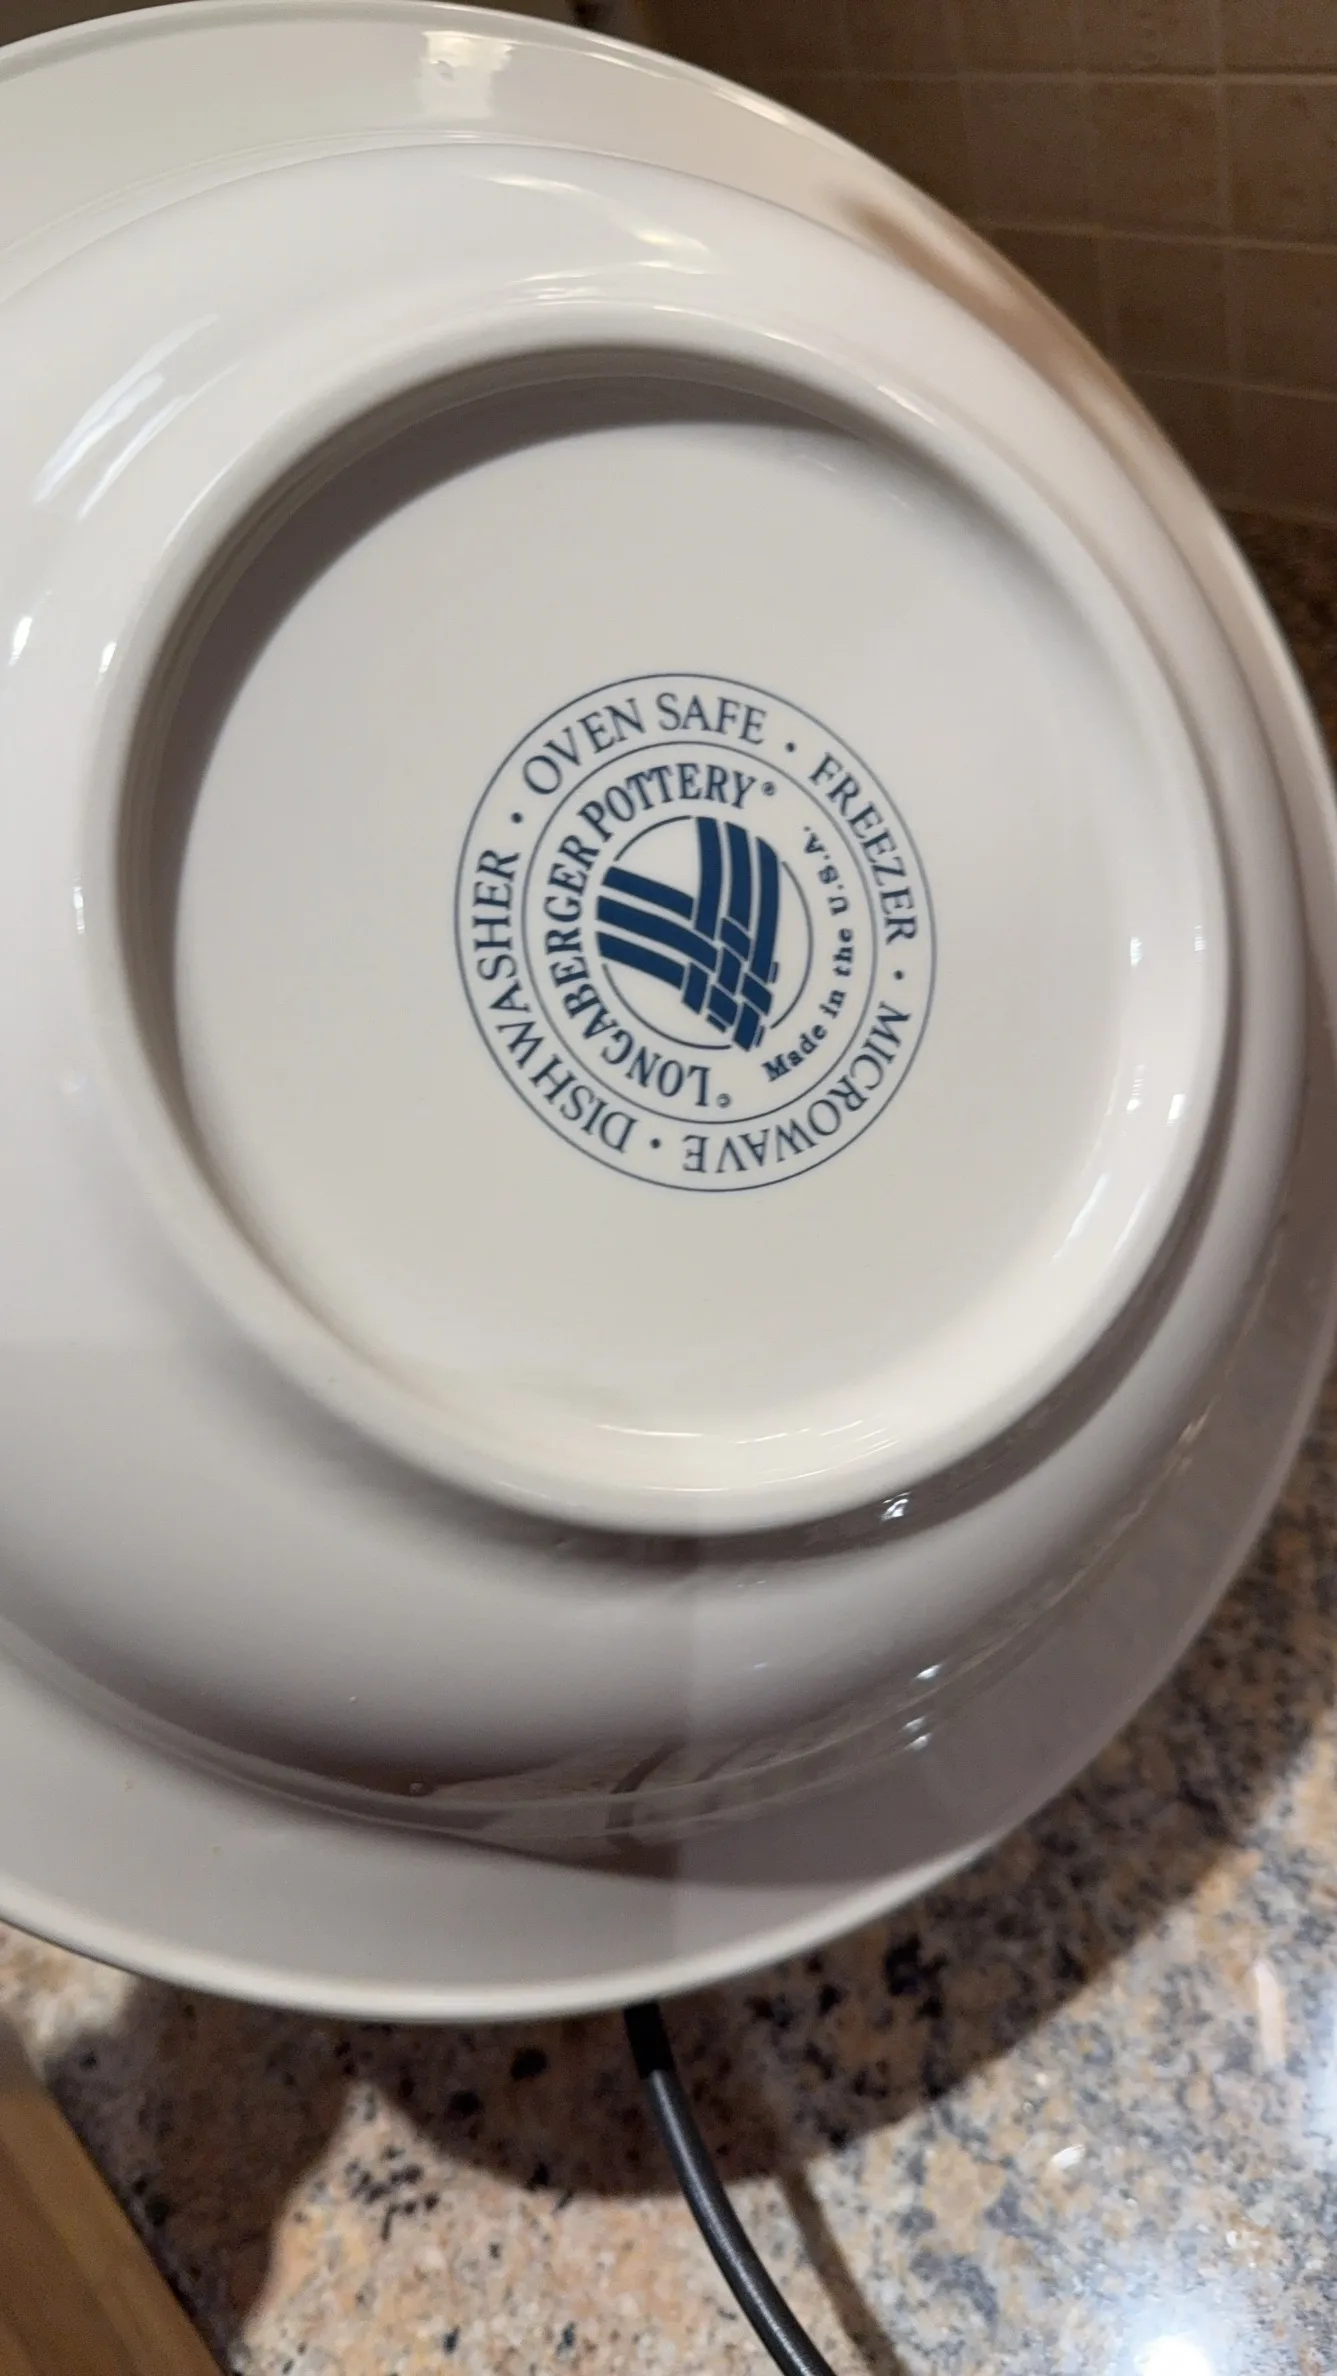 OVEN SAFE • FREEZER • MICROWAVE • DISHWASHER •
©LONGABERGER POTTERY®
Made in the U.S.A.